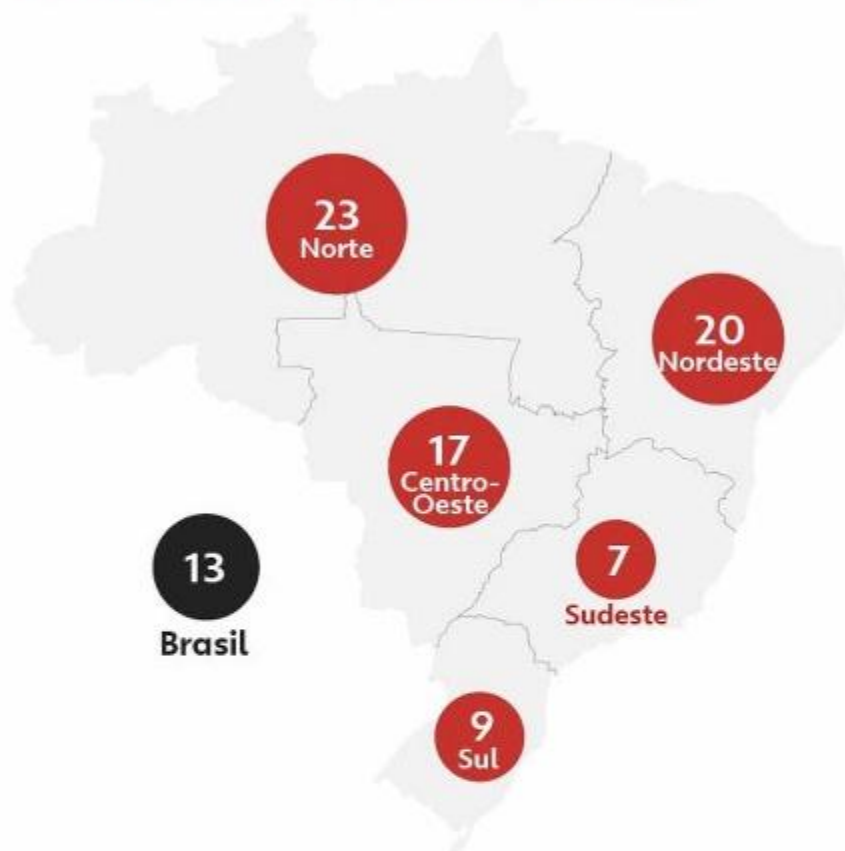 23
Norte
20
Nordeste
17
Centro-
Oeste
13
Brasil
7
Sudeste
9
Sul